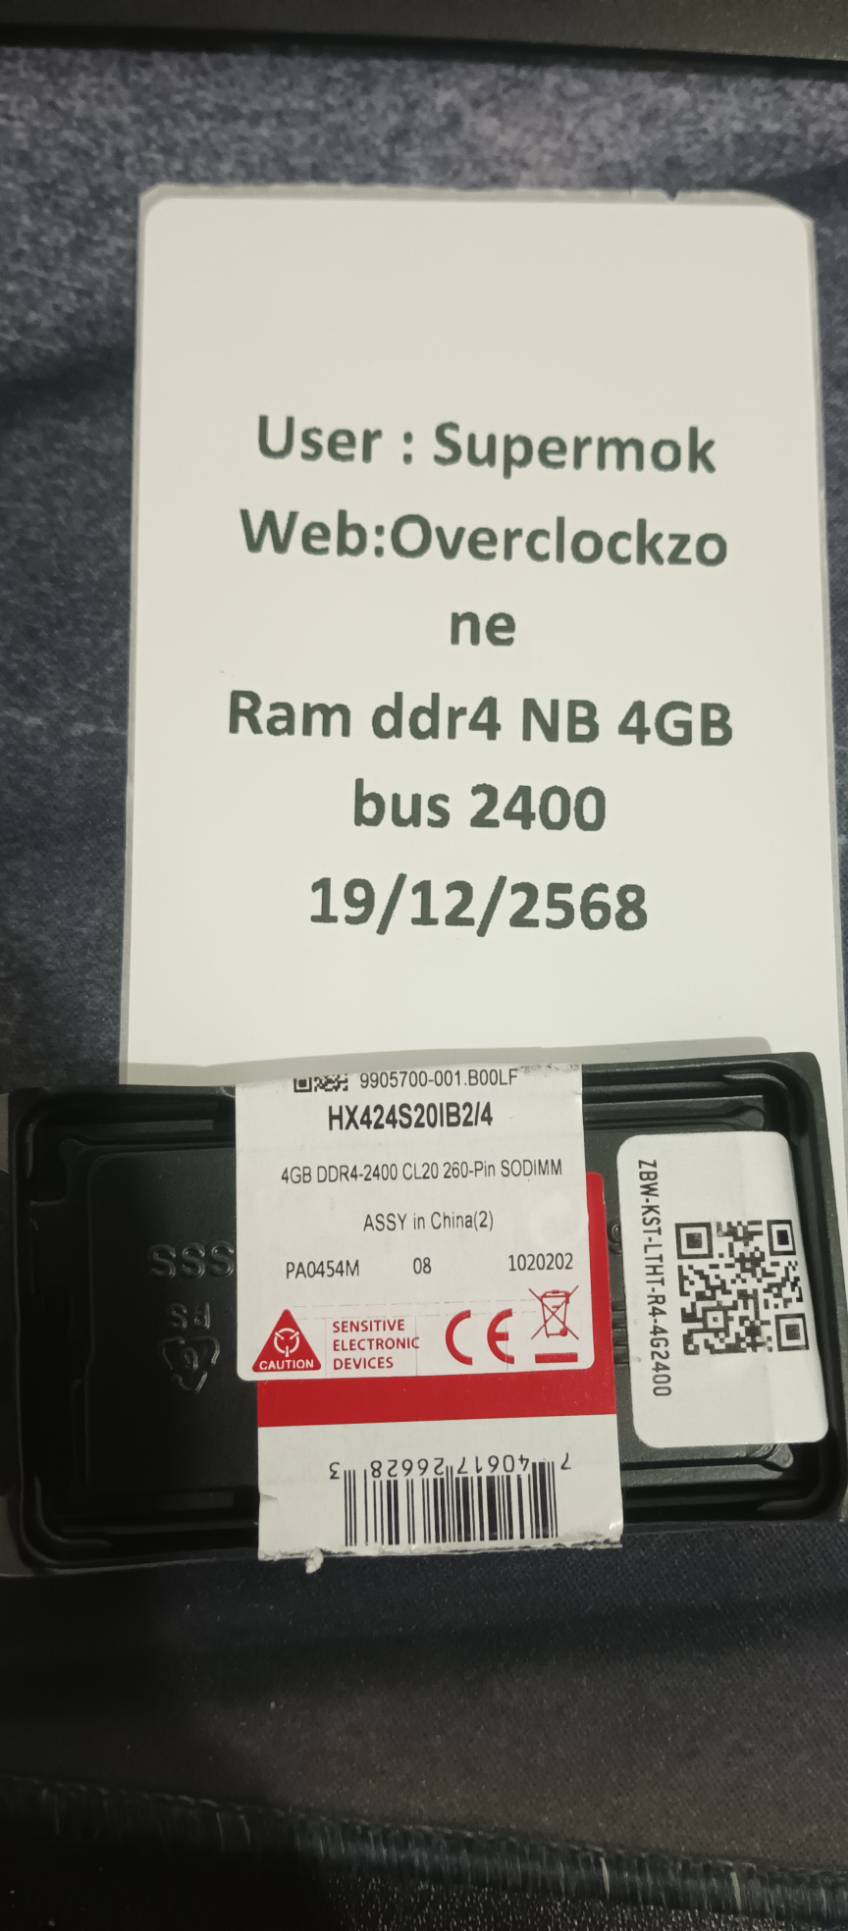 User : Supermok
Web:Overclockzo
ne
Ram ddr4 NB 4GB
bus 2400
19/12/2568
9905700-001.B00LF
HX424S20IB2/4
4GB DDR4-2400 CL20 260-Pin SODIMM
ASSY in China(2)
PA0454M 08 1020202
CAUTION
SENSITIVE
ELECTRONIC
DEVICES
CE
7 40617 26628 3
ZBW-KST-LTHT-R4-4G2400